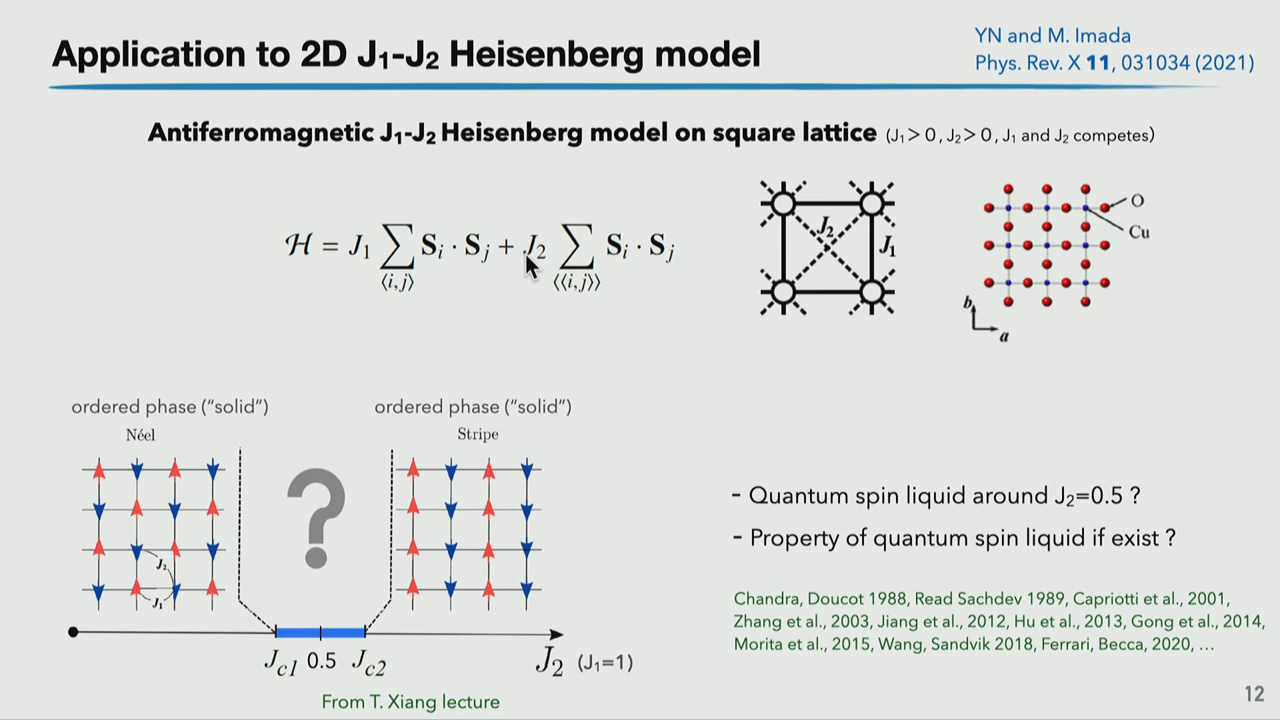 Application to 2D J₁-J₂ Heisenberg model
YN and M. Imada
Phys. Rev. X 11, 031034 (2021)
Antiferromagnetic J₁-J₂ Heisenberg model on square lattice (J₁ > 0 , J₂ > 0 , J₁ and J₂ competes)
ℋ = J₁ ∑⟨i,j⟩ Sᵢ · Sⱼ + J₂ ∑⟨⟨i,j⟩⟩ Sᵢ · Sⱼ
J₂
J₁
O
Cu
b
a
ordered phase (“solid”)
Néel
ordered phase (“solid”)
Stripe
?
J₂
J₁
J_c1 0.5 J_c2
J₂ (J₁=1)
From T. Xiang lecture
- Quantum spin liquid around J₂=0.5 ?
- Property of quantum spin liquid if exist ?
Chandra, Doucot 1988, Read Sachdev 1989, Capriotti et al., 2001,
Zhang et al., 2003, Jiang et al., 2012, Hu et al., 2013, Gong et al., 2014,
Morita et al., 2015, Wang, Sandvik 2018, Ferrari, Becca, 2020, …
12